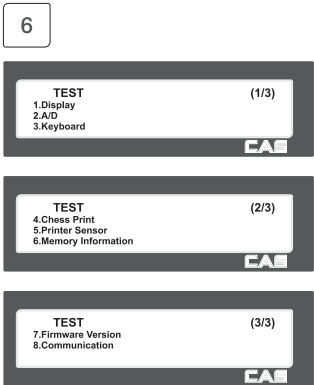 6
TEST (1/3)
1.Display
2.A/D
3.Keyboard
CAS
TEST (2/3)
4.Chess Print
5.Printer Sensor
6.Memory Information
CAS
TEST (3/3)
7.Firmware Version
8.Communication
CAS